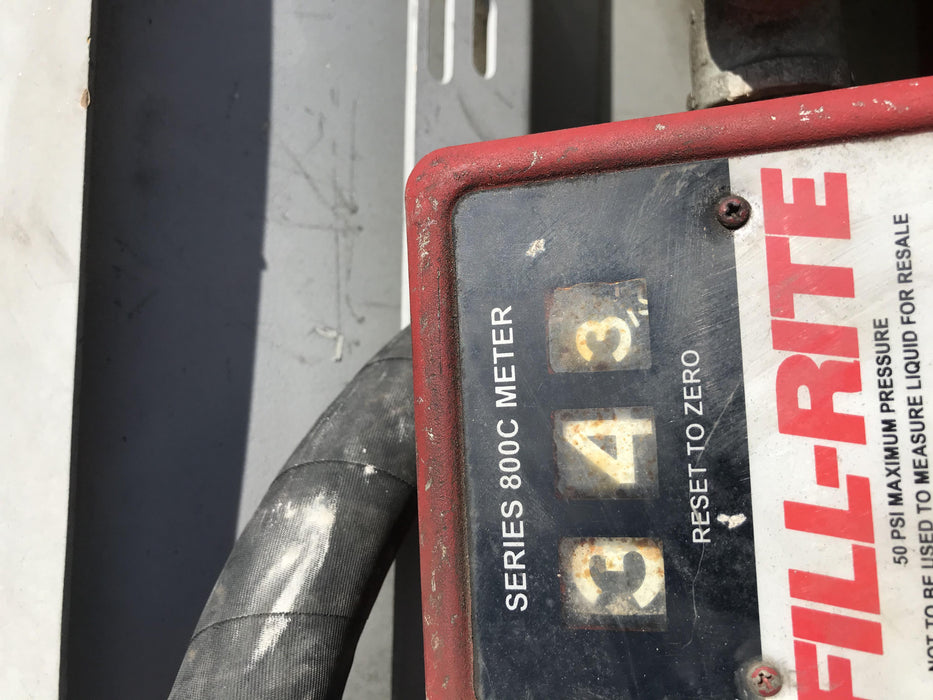 SERIES 800C METER
3 4 3
RESET TO ZERO
FILL-RITE
50 PSI MAXIMUM PRESSURE
NOT TO BE USED TO MEASURE LIQUID FOR RESALE